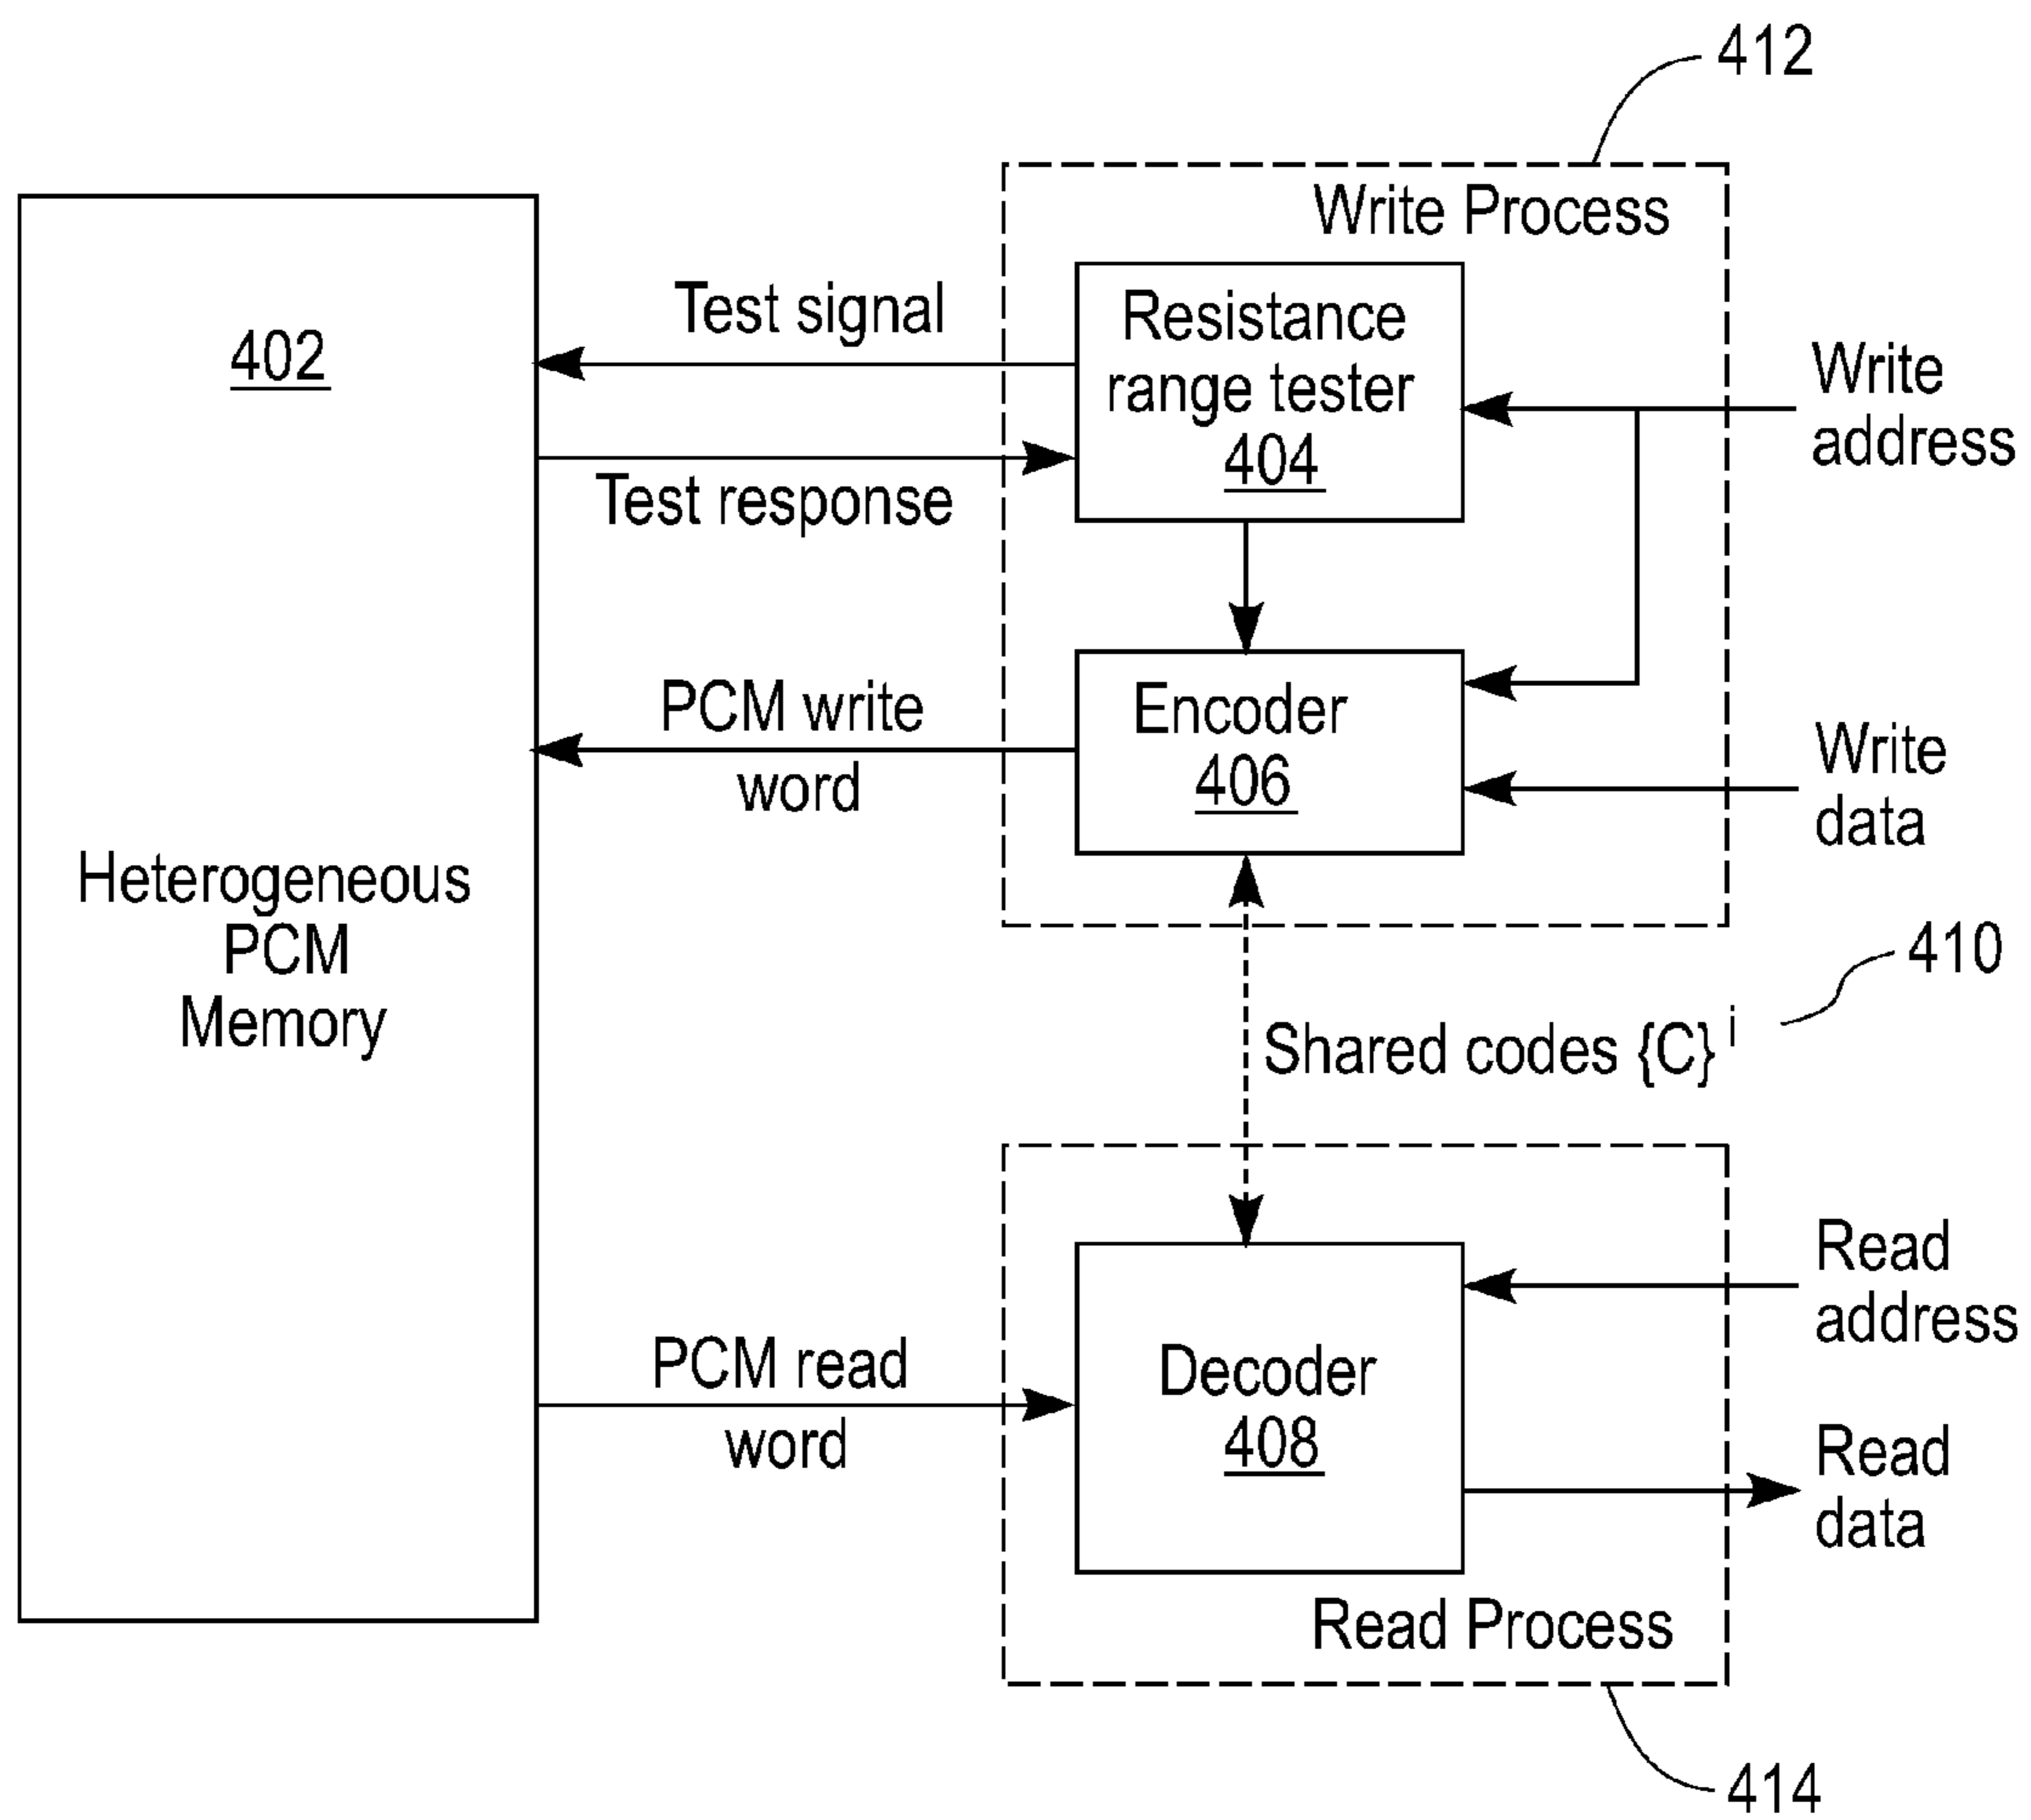 412
Write Process
402
Test signal
Test response
Resistance
range tester
404
Write
address
PCM write
word
Encoder
406
Write
data
Heterogeneous
PCM
Memory
410
Shared codes {C} i
PCM read
word
Decoder
408
Read
address
Read
data
Read Process
414